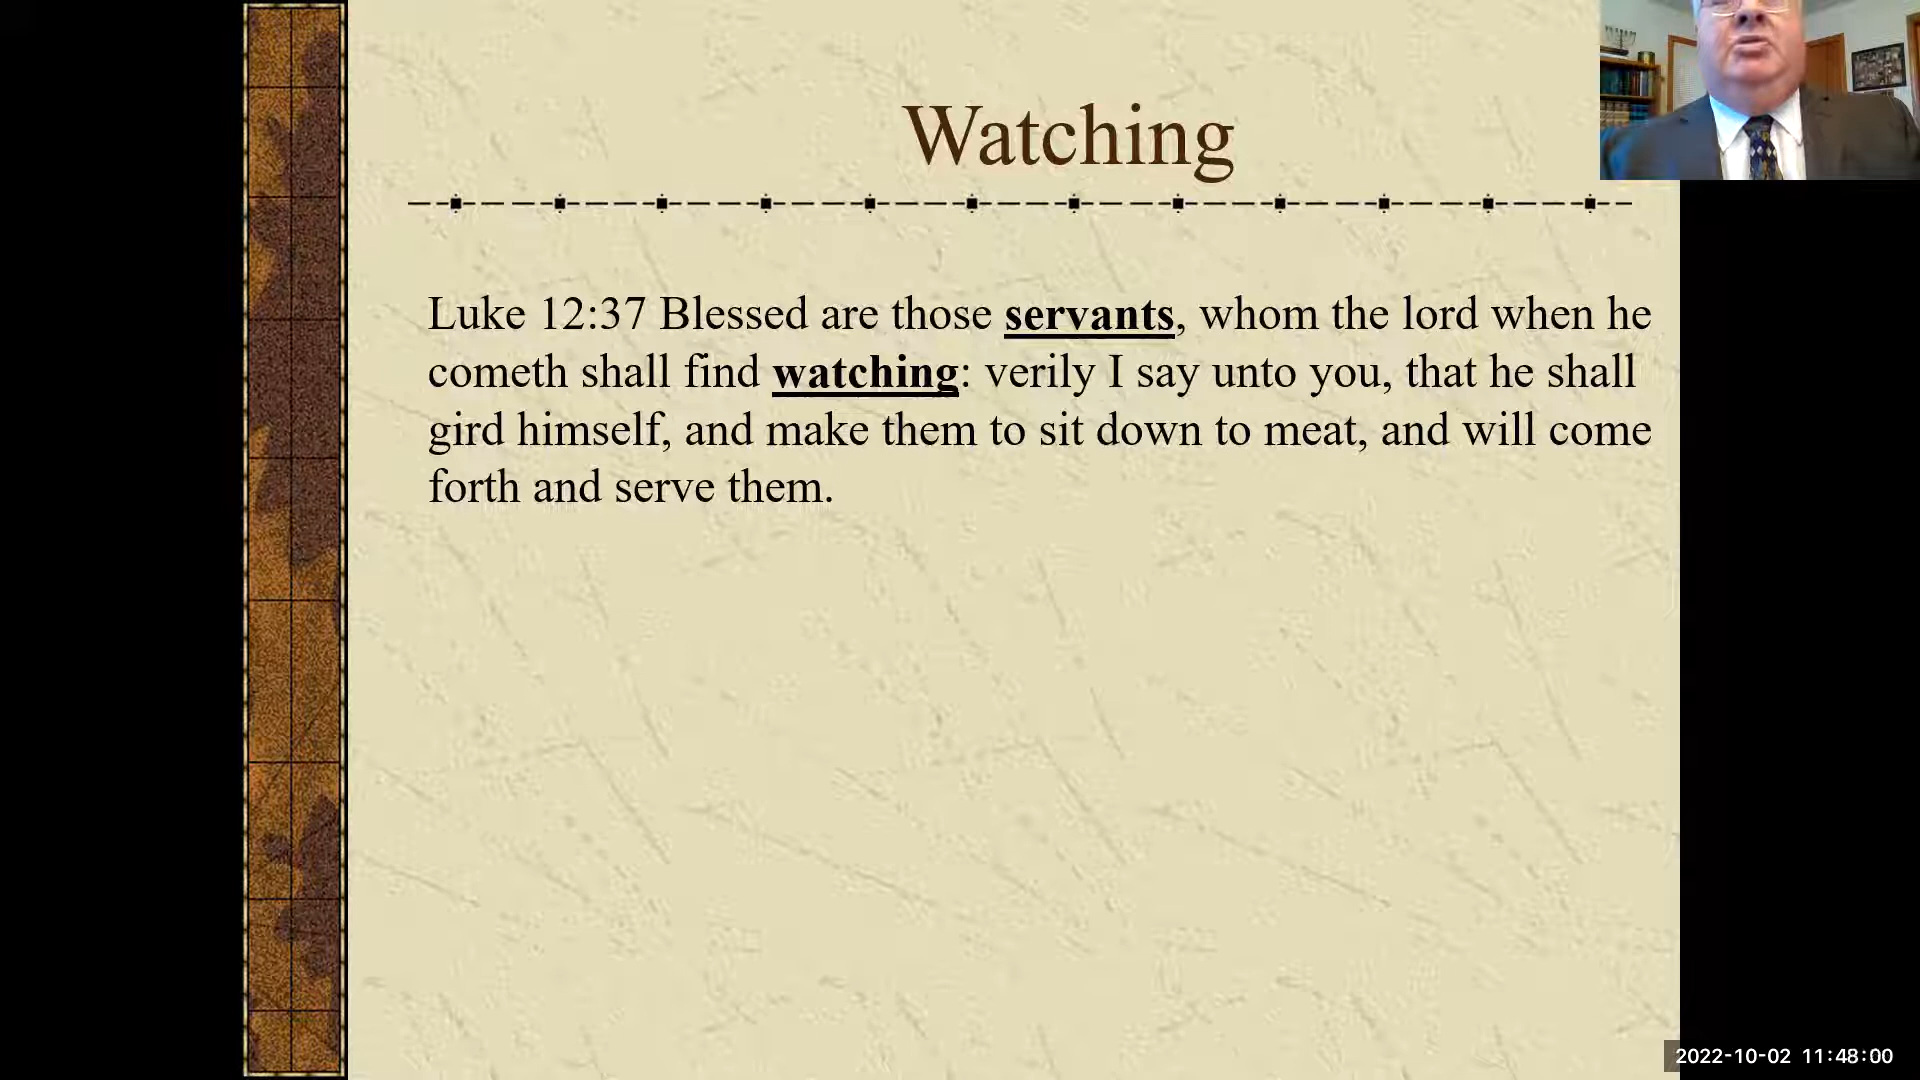 Watching
Luke 12:37 Blessed are those servants, whom the lord when he
cometh shall find watching: verily I say unto you, that he shall
gird himself, and make them to sit down to meat, and will come
forth and serve them.
2022-10-02 11:48:00